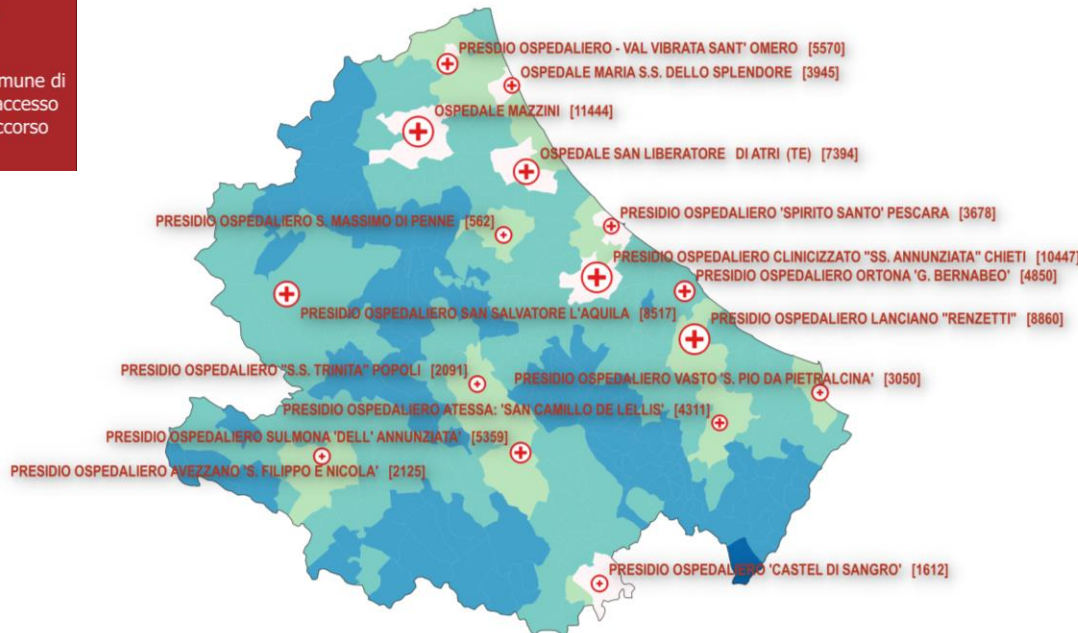 mune di
accesso
ccorso
PRESDIO OSPEDALIERO - VAL VIBRATA SANT' OMERO [5570]
OSPEDALE MARIA S.S. DELLO SPLENDORE [3945]
OSPEDALE MAZZINI [11444]
OSPEDALE SAN LIBERATORE DI ATRI (TE) [7394]
PRESIDIO OSPEDALIERO S. MASSIMO DI PENNE [562]
PRESIDIO OSPEDALIERO 'SPIRITO SANTO' PESCARA [3678]
PRESIDIO OSPEDALIERO CLINICIZZATO "SS. ANNUNZIATA" CHIETI [10447]
PRESIDIO OSPEDALIERO ORTONA 'G. BERNABEO' [4850]
PRESIDIO OSPEDALIERO SAN SALVATORE L'AQUILA [8517]
PRESIDIO OSPEDALIERO LANCIANO "RENZETTI" [8860]
PRESIDIO OSPEDALIERO "S.S. TRINITA" POPOLI [2091]
PRESIDIO OSPEDALIERO VASTO 'S. PIO DA PIETRALCINA' [3050]
PRESIDIO OSPEDALIERO ATESSA: 'SAN CAMILLO DE LELLIS' [4311]
PRESIDIO OSPEDALIERO SULMONA 'DELL' ANNUNZIATA' [5359]
PRESIDIO OSPEDALIERO AVEZZANO 'S. FILIPPO E NICOLA' [2125]
PRESIDIO OSPEDALIERO 'CASTEL DI SANGRO' [1612]